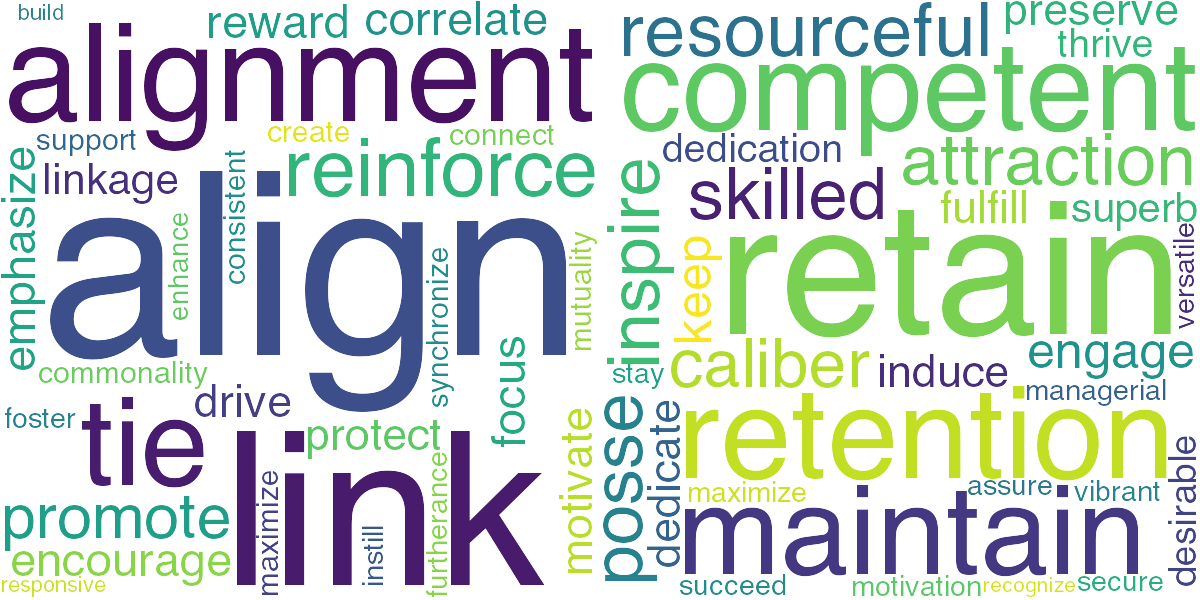 build
reward
correlate
alignment
support
create
connect
linkage
reinforce
emphasize
consistent
enhance
align
synchronize
mutuality
commonality
focus
foster
tie
drive
protect
link
motivate
promote
encourage
maximize
instill
furtherance
responsive
resourceful
preserve
thrive
competent
dedication
attraction
skilled
fulfill
superb
inspire
keep
retain
versatile
stay
caliber
induce
engage
managerial
posse
dedicate
retention
maximize
assure
vibrant
desirable
maintain
succeed
motivation
recognize
secure